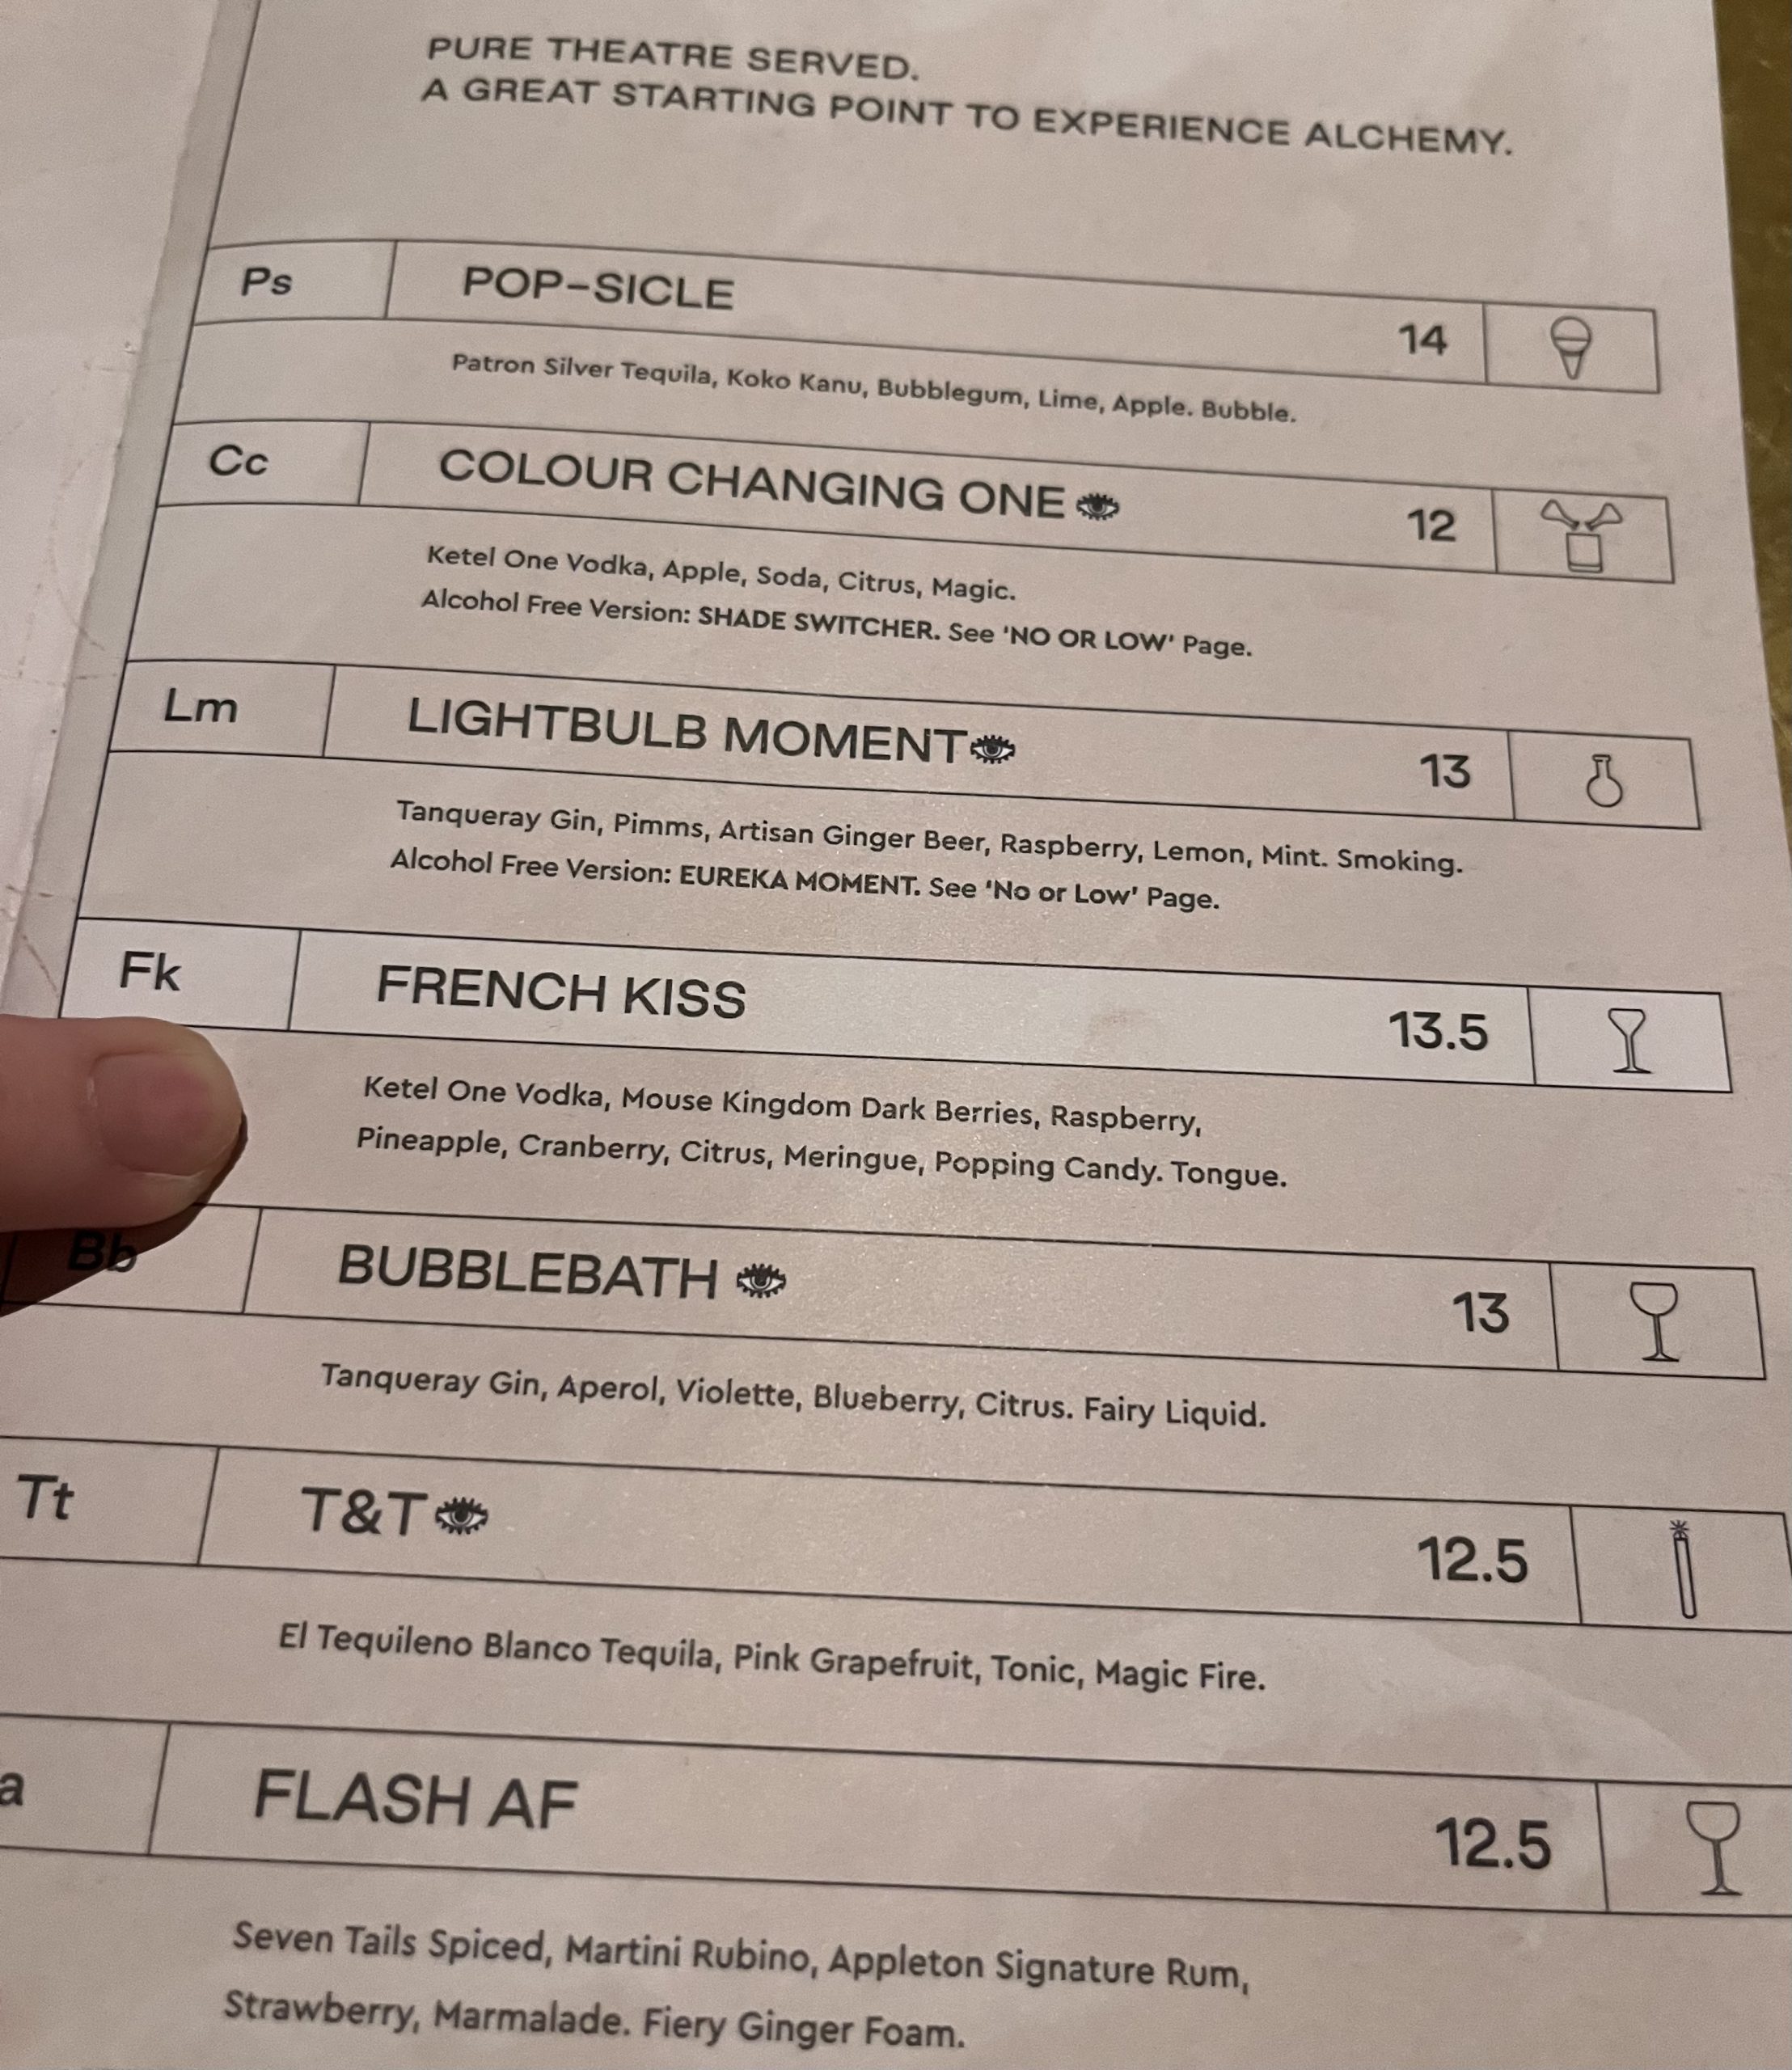 PURE THEATRE SERVED.
A GREAT STARTING POINT TO EXPERIENCE ALCHEMY.
Ps POP-SICLE 14
Patron Silver Tequila, Koko Kanu, Bubblegum, Lime, Apple. Bubble.
Cc COLOUR CHANGING ONE 12
Ketel One Vodka, Apple, Soda, Citrus, Magic.
Alcohol Free Version: SHADE SWITCHER. See 'NO OR LOW' Page.
Lm LIGHTBULB MOMENT 13
Tanqueray Gin, Pimms, Artisan Ginger Beer, Raspberry, Lemon, Mint. Smoking.
Alcohol Free Version: EUREKA MOMENT. See 'No or Low' Page.
Fk FRENCH KISS 13.5
Ketel One Vodka, Mouse Kingdom Dark Berries, Raspberry,
Pineapple, Cranberry, Citrus, Meringue, Popping Candy. Tongue.
Bb BUBBLEBATH 13
Tanqueray Gin, Aperol, Violette, Blueberry, Citrus. Fairy Liquid.
Tt T&T 12.5
El Tequileno Blanco Tequila, Pink Grapefruit, Tonic, Magic Fire.
a FLASH AF 12.5
Seven Tails Spiced, Martini Rubino, Appleton Signature Rum,
Strawberry, Marmalade. Fiery Ginger Foam.